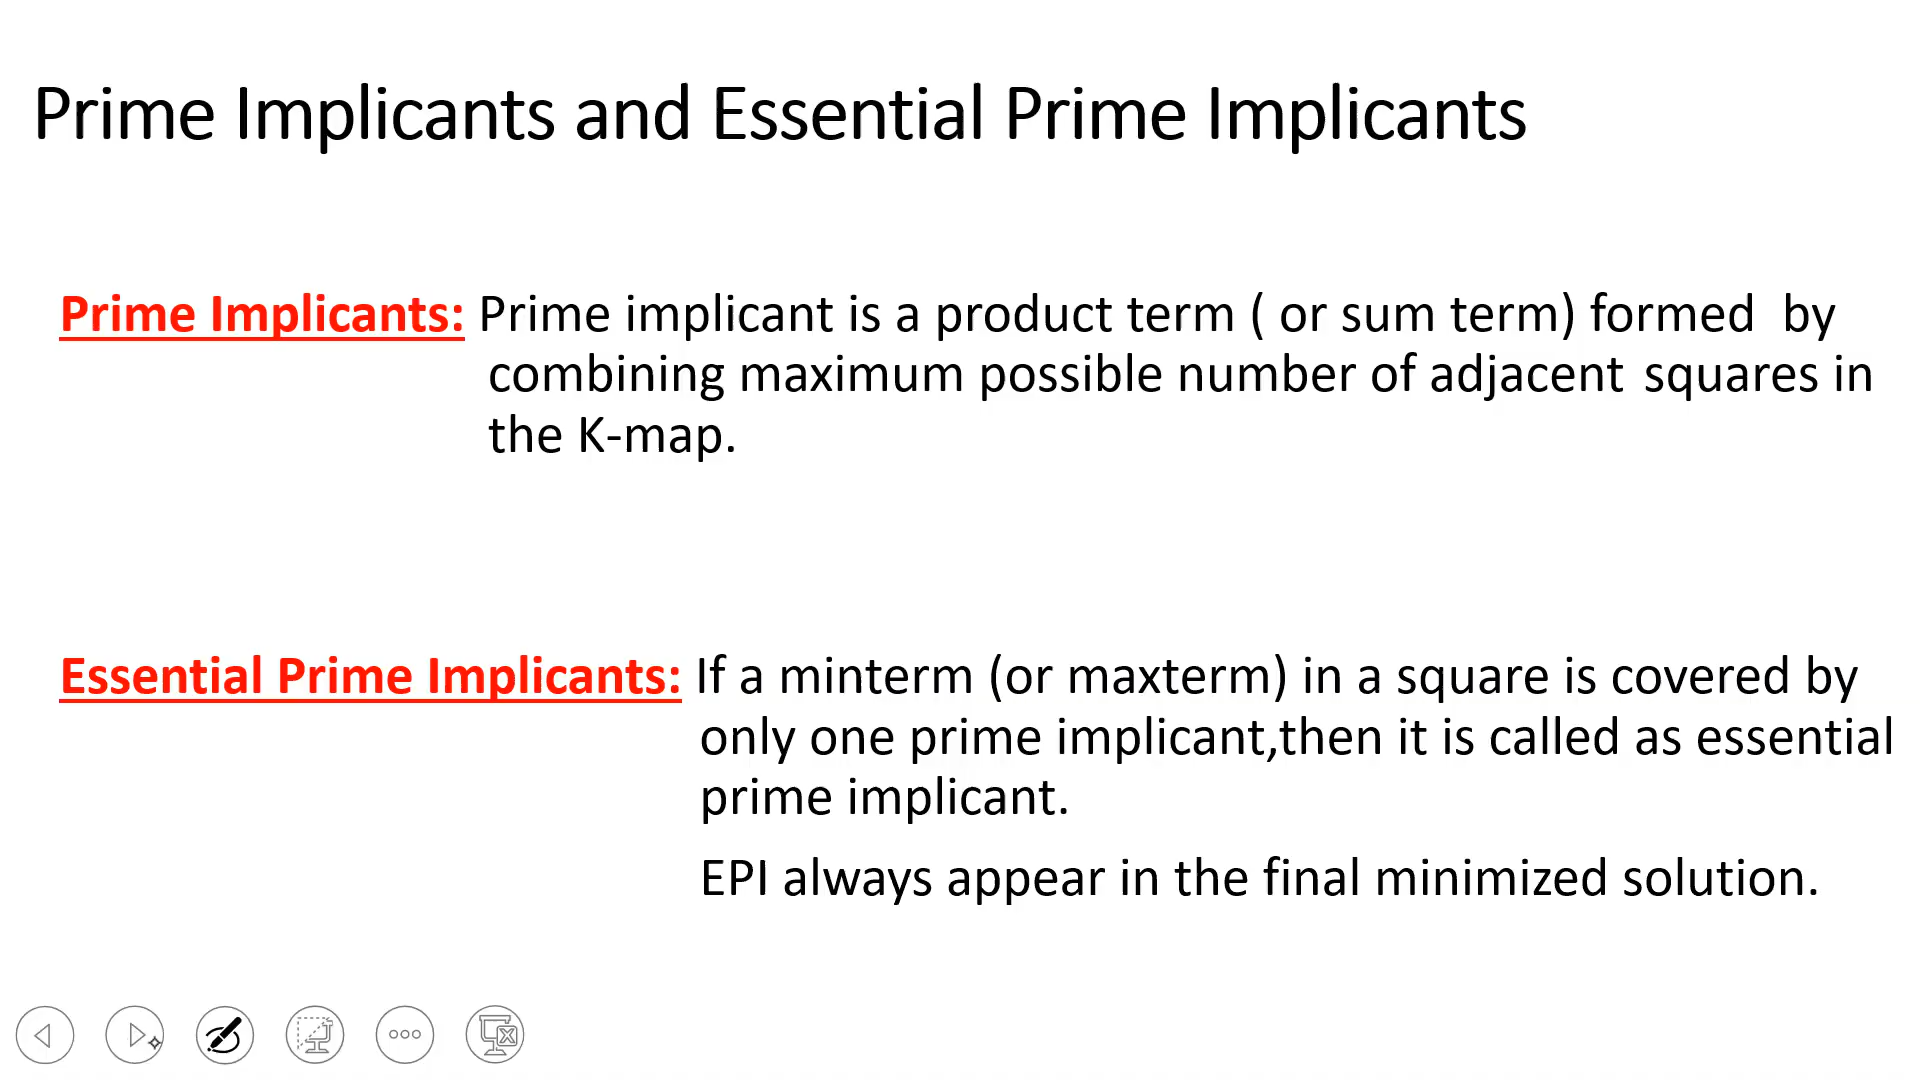 Prime Implicants and Essential Prime Implicants
Prime Implicants: Prime implicant is a product term ( or sum term) formed by
combining maximum possible number of adjacent squares in
the K-map.
Essential Prime Implicants: If a minterm (or maxterm) in a square is covered by
only one prime implicant,then it is called as essential
prime implicant.
EPI always appear in the final minimized solution.